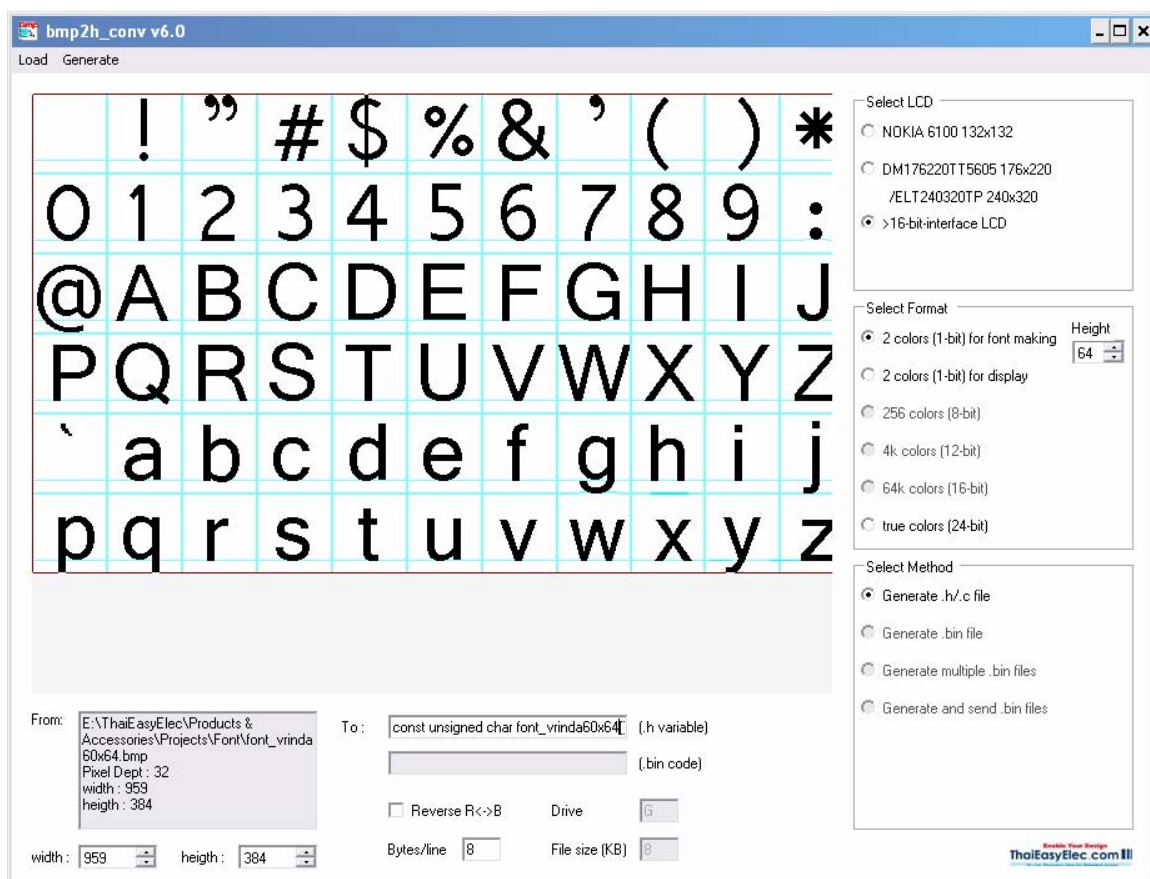 bmp2h_conv v6.0
Load Generate
! ” # $ % & ’ ( ) *
0 1 2 3 4 5 6 7 8 9 :
@ A B C D E F G H I J
P Q R S T U V W X Y Z
` a b c d e f g h i j
p q r s t u v w x y z
Select LCD
NOKIA 6100 132x132
DM176220TT5605 176x220
/ELT240320TP 240x320
>16-bit-interface LCD
Select Format
2 colors (1-bit) for font making
Height
64
2 colors (1-bit) for display
256 colors (8-bit)
4k colors (12-bit)
64k colors (16-bit)
true colors (24-bit)
Select Method
Generate .h/.c file
Generate .bin file
Generate multiple .bin files
Generate and send .bin files
From:
E:\ThaiEasyElec\Products &
Accessories\Projects\Font\font_vrinda
60x64.bmp
Pixel Dept : 32
width : 959
heigth : 384
width : 959 heigth : 384
To : const unsigned char font_vrinda60x64[ (.h variable)
(.bin code)
Reverse R<->B Drive G
Bytes/line 8 File size (KB) 8
Enable Your Design
ThaiEasyElec.com